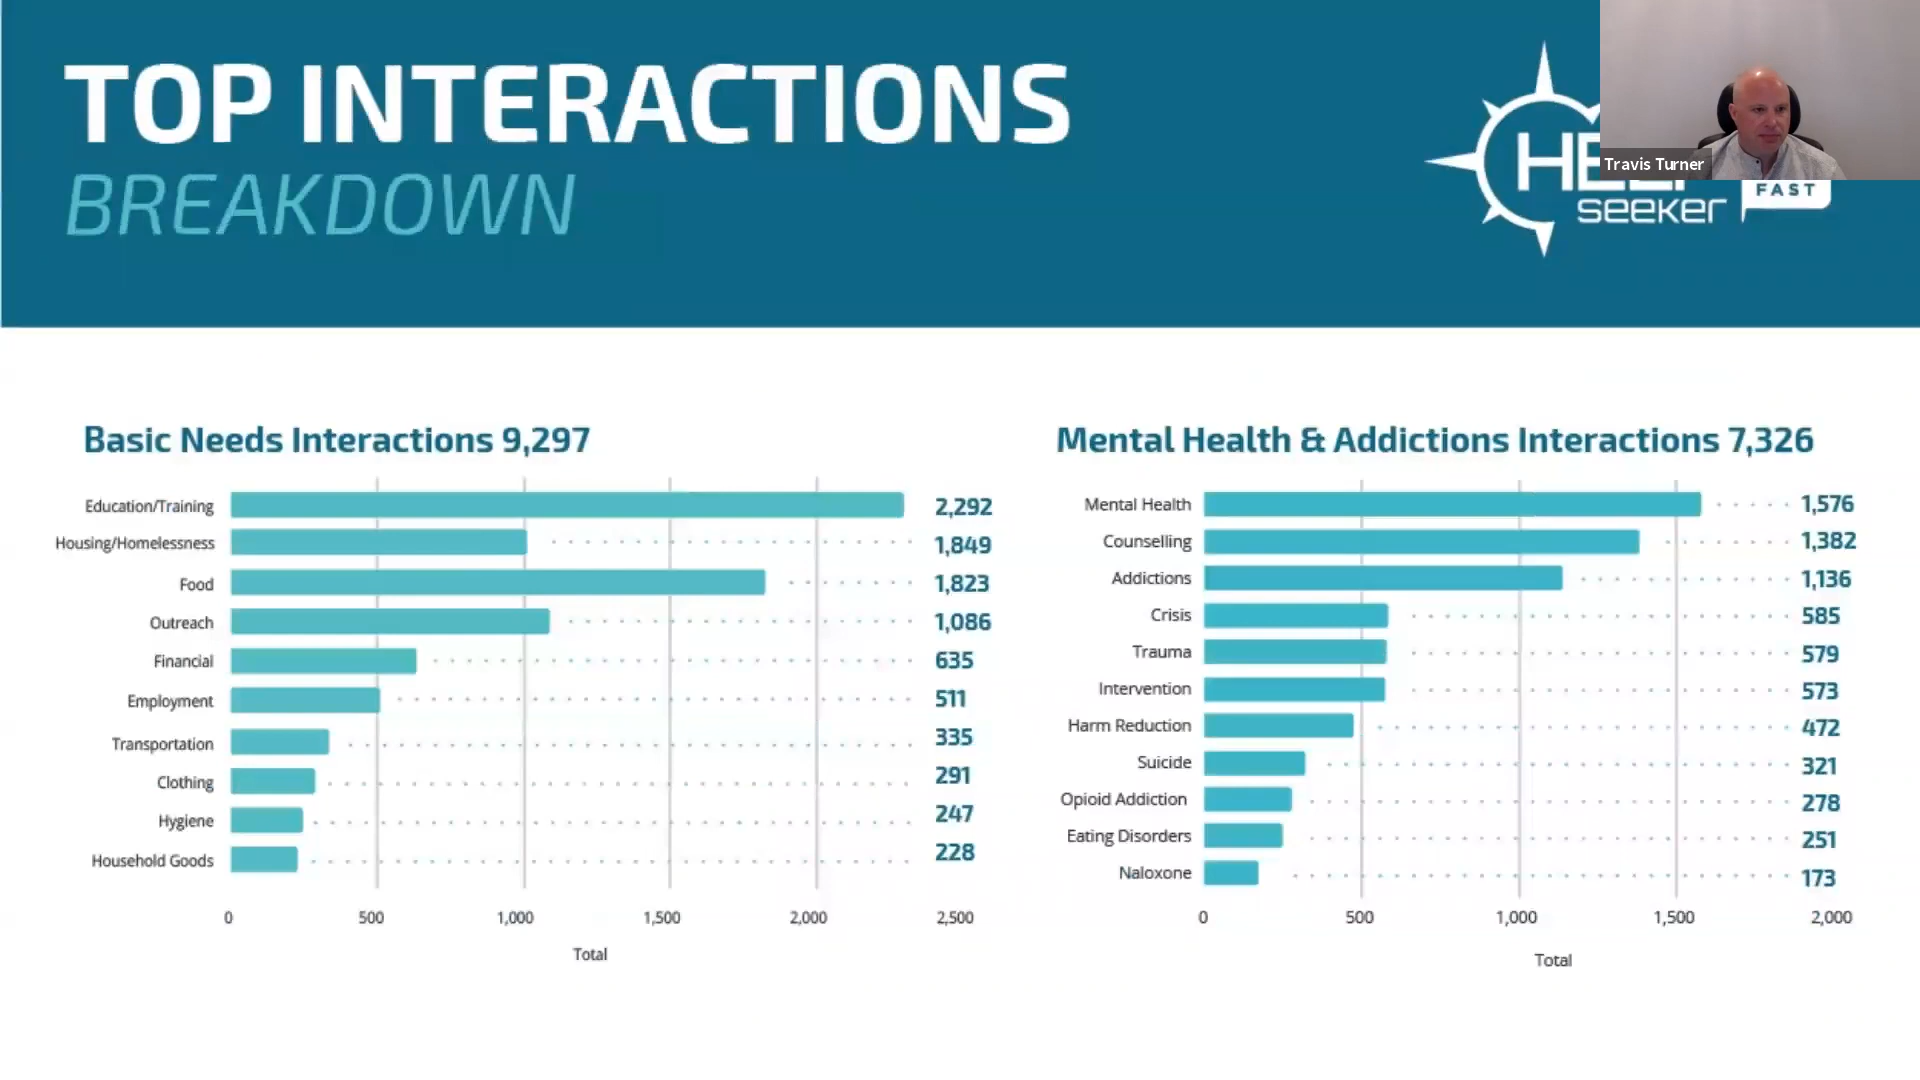 TOP INTERACTIONS
BREAKDOWN
seeker
FAST
Travis Turner
Basic Needs Interactions 9,297
Education/Training 2,292
Housing/Homelessness 1,849
Food 1,823
Outreach 1,086
Financial 635
Employment 511
Transportation 335
Clothing 291
Hygiene 247
Household Goods 228
0 500 1,000 1,500 2,000 2,500
Total
Mental Health & Addictions Interactions 7,326
Mental Health 1,576
Counselling 1,382
Addictions 1,136
Crisis 585
Trauma 579
Intervention 573
Harm Reduction 472
Suicide 321
Opioid Addiction 278
Eating Disorders 251
Naloxone 173
0 500 1,000 1,500 2,000
Total